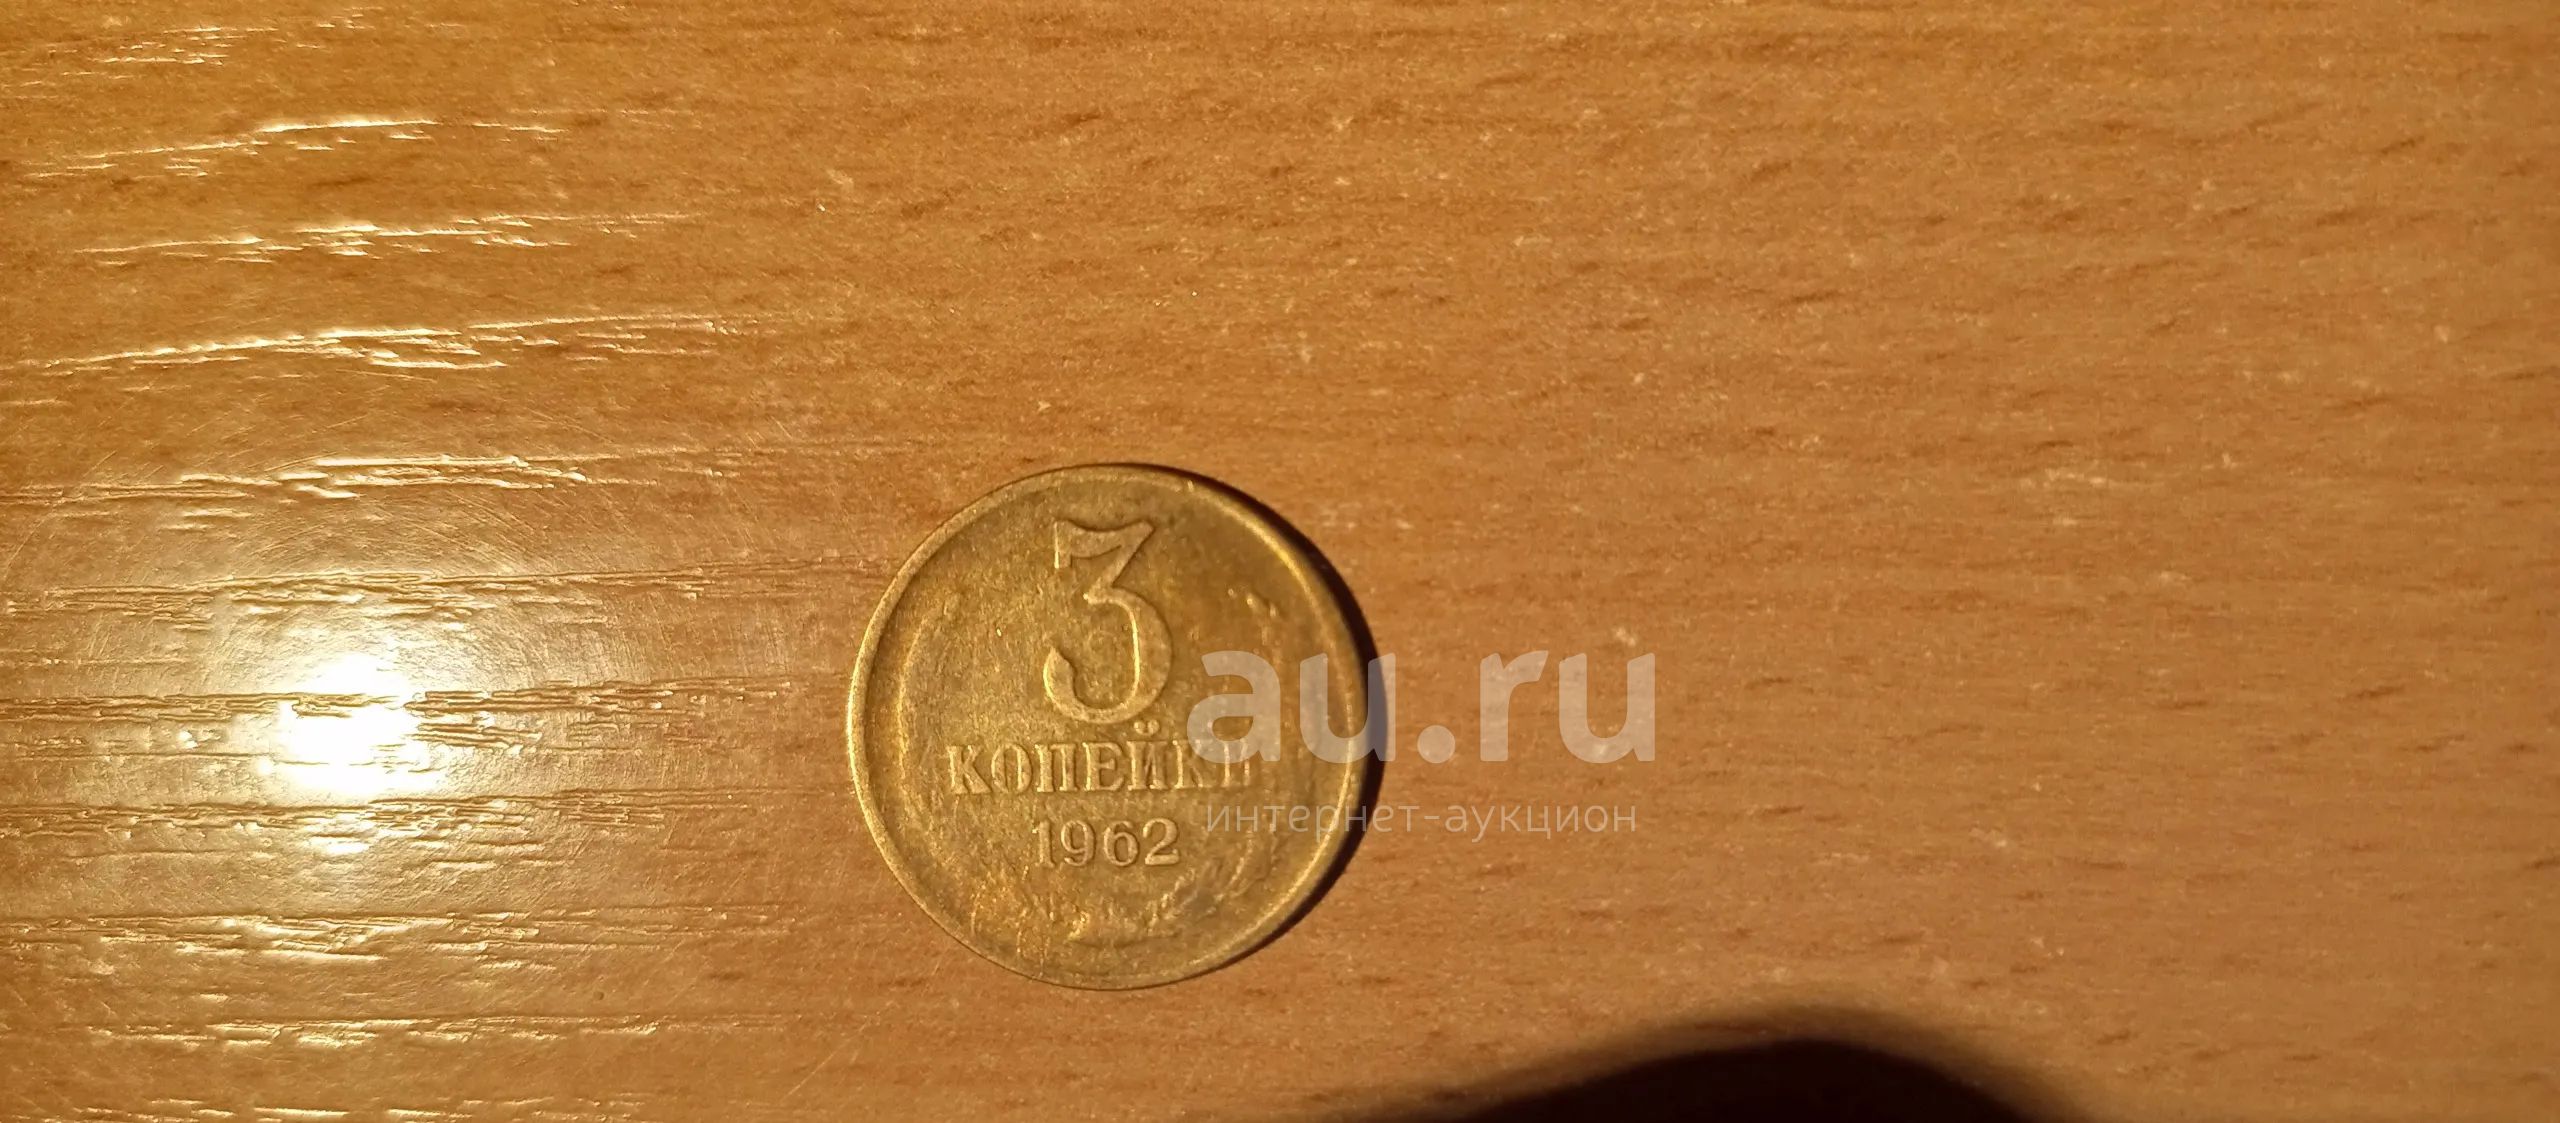 3
КОПЕЙКИ
1962
au.ru
интернет-аукцион